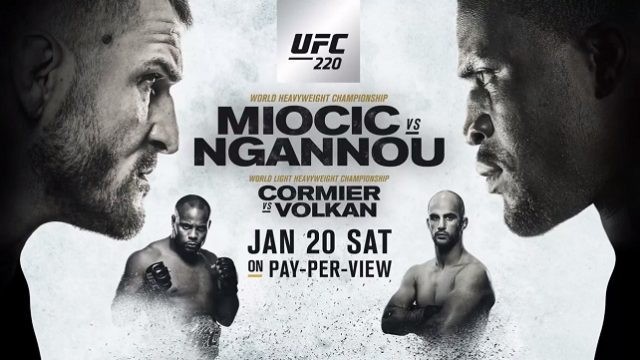 UFC
220
WORLD HEAVYWEIGHT CHAMPIONSHIP
MIOCIC VS
NGANNOU
WORLD LIGHT HEAVYWEIGHT CHAMPIONSHIP
CORMIER
VS VOLKAN
JAN 20 SAT
ON PAY-PER-VIEW